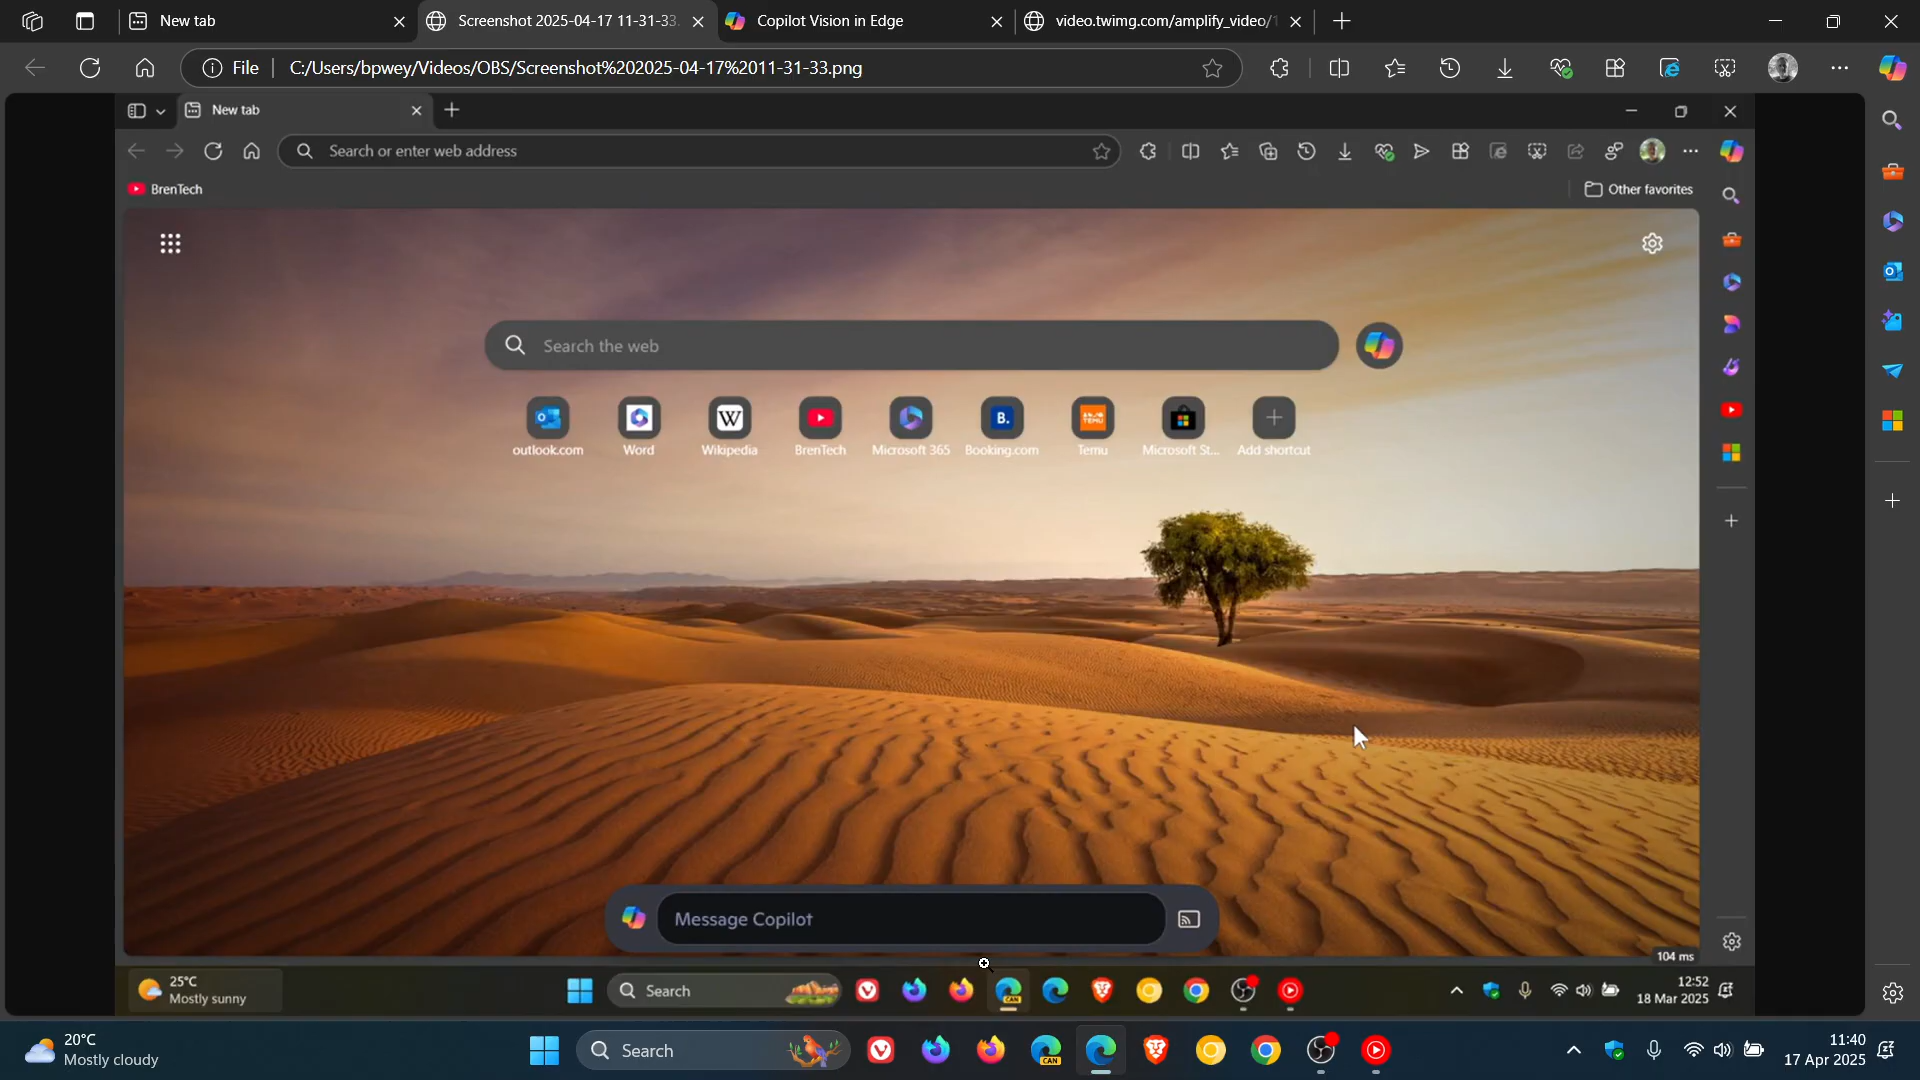 New tab
Screenshot 2025-04-17 11-31-33.
Copilot Vision in Edge
video.twimg.com/amplify_video/1
File
C:/Users/bpwey/Videos/OBS/Screenshot%202025-04-17%2011-31-33.png
New tab
Search or enter web address
BrenTech
Other favorites
Search the web
outlook.com
Word
Wikipedia
BrenTech
Microsoft 365
Booking.com
Temu
Microsoft St...
Add shortcut
Message Copilot
104 ms
25°C
Mostly sunny
Search
CAN
12:52
18 Mar 2025
20°C
Mostly cloudy
Search
CAN
11:40
17 Apr 2025